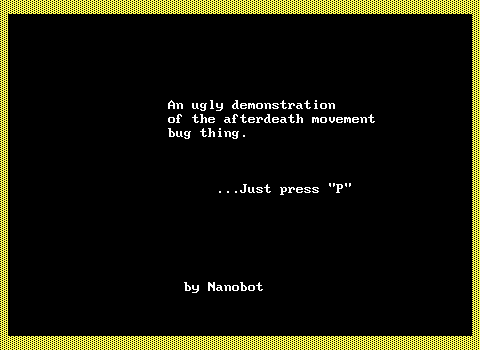 An ugly demonstration
of the afterdeath movement
bug thing.
...Just press "P"
by Nanobot